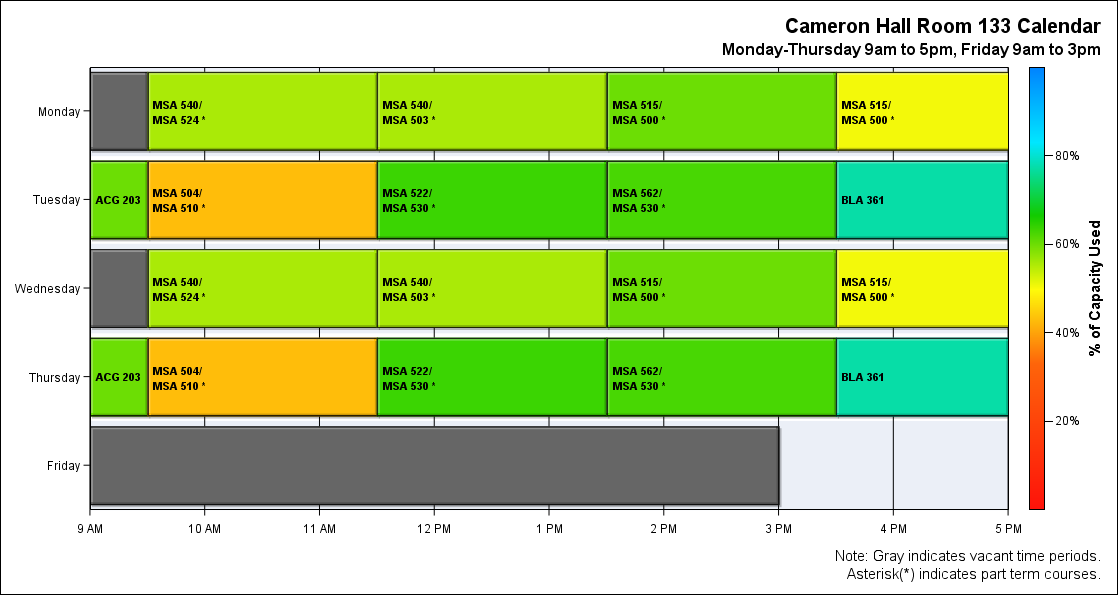 Cameron Hall Room 133 Calendar
Monday-Thursday 9am to 5pm, Friday 9am to 3pm
Monday
MSA 540/
MSA 524 *
MSA 540/
MSA 503 *
MSA 515/
MSA 500 *
MSA 515/
MSA 500 *
Tuesday
ACG 203
MSA 504/
MSA 510 *
MSA 522/
MSA 530 *
MSA 562/
MSA 530 *
BLA 361
Wednesday
MSA 540/
MSA 524 *
MSA 540/
MSA 503 *
MSA 515/
MSA 500 *
MSA 515/
MSA 500 *
Thursday
ACG 203
MSA 504/
MSA 510 *
MSA 522/
MSA 530 *
MSA 562/
MSA 530 *
BLA 361
Friday
9 AM
10 AM
11 AM
12 PM
1 PM
2 PM
3 PM
4 PM
5 PM
80%
60%
40%
20%
% of Capacity Used
Note: Gray indicates vacant time periods.
Asterisk(*) indicates part term courses.